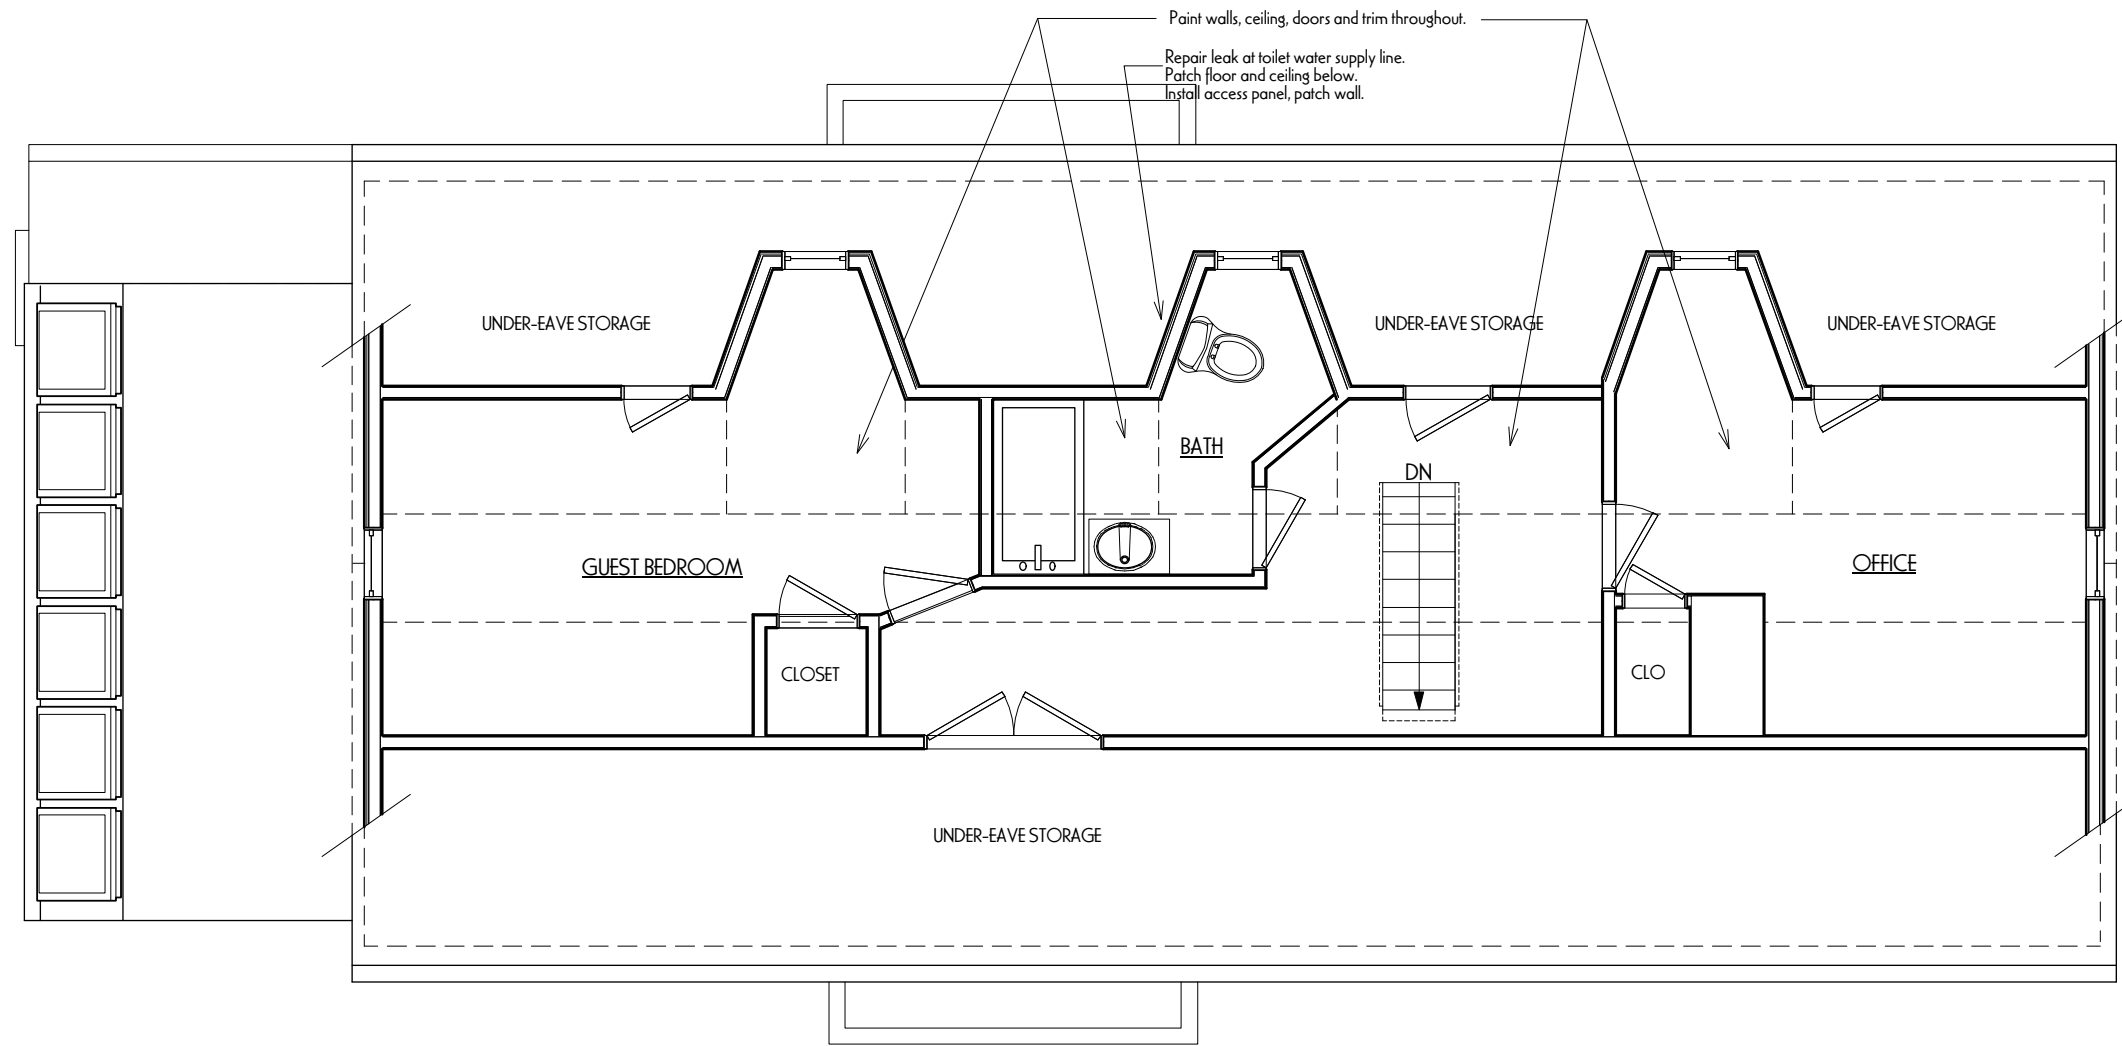 Paint walls, ceiling, doors and trim throughout.
Repair leak at toilet water supply line.
Patch floor and ceiling below.
Install access panel, patch wall.
UNDER-EAVE STORAGE
UNDER-EAVE STORAGE
UNDER-EAVE STORAGE
BATH
DN
GUEST BEDROOM
OFFICE
CLOSET
CLO
UNDER-EAVE STORAGE